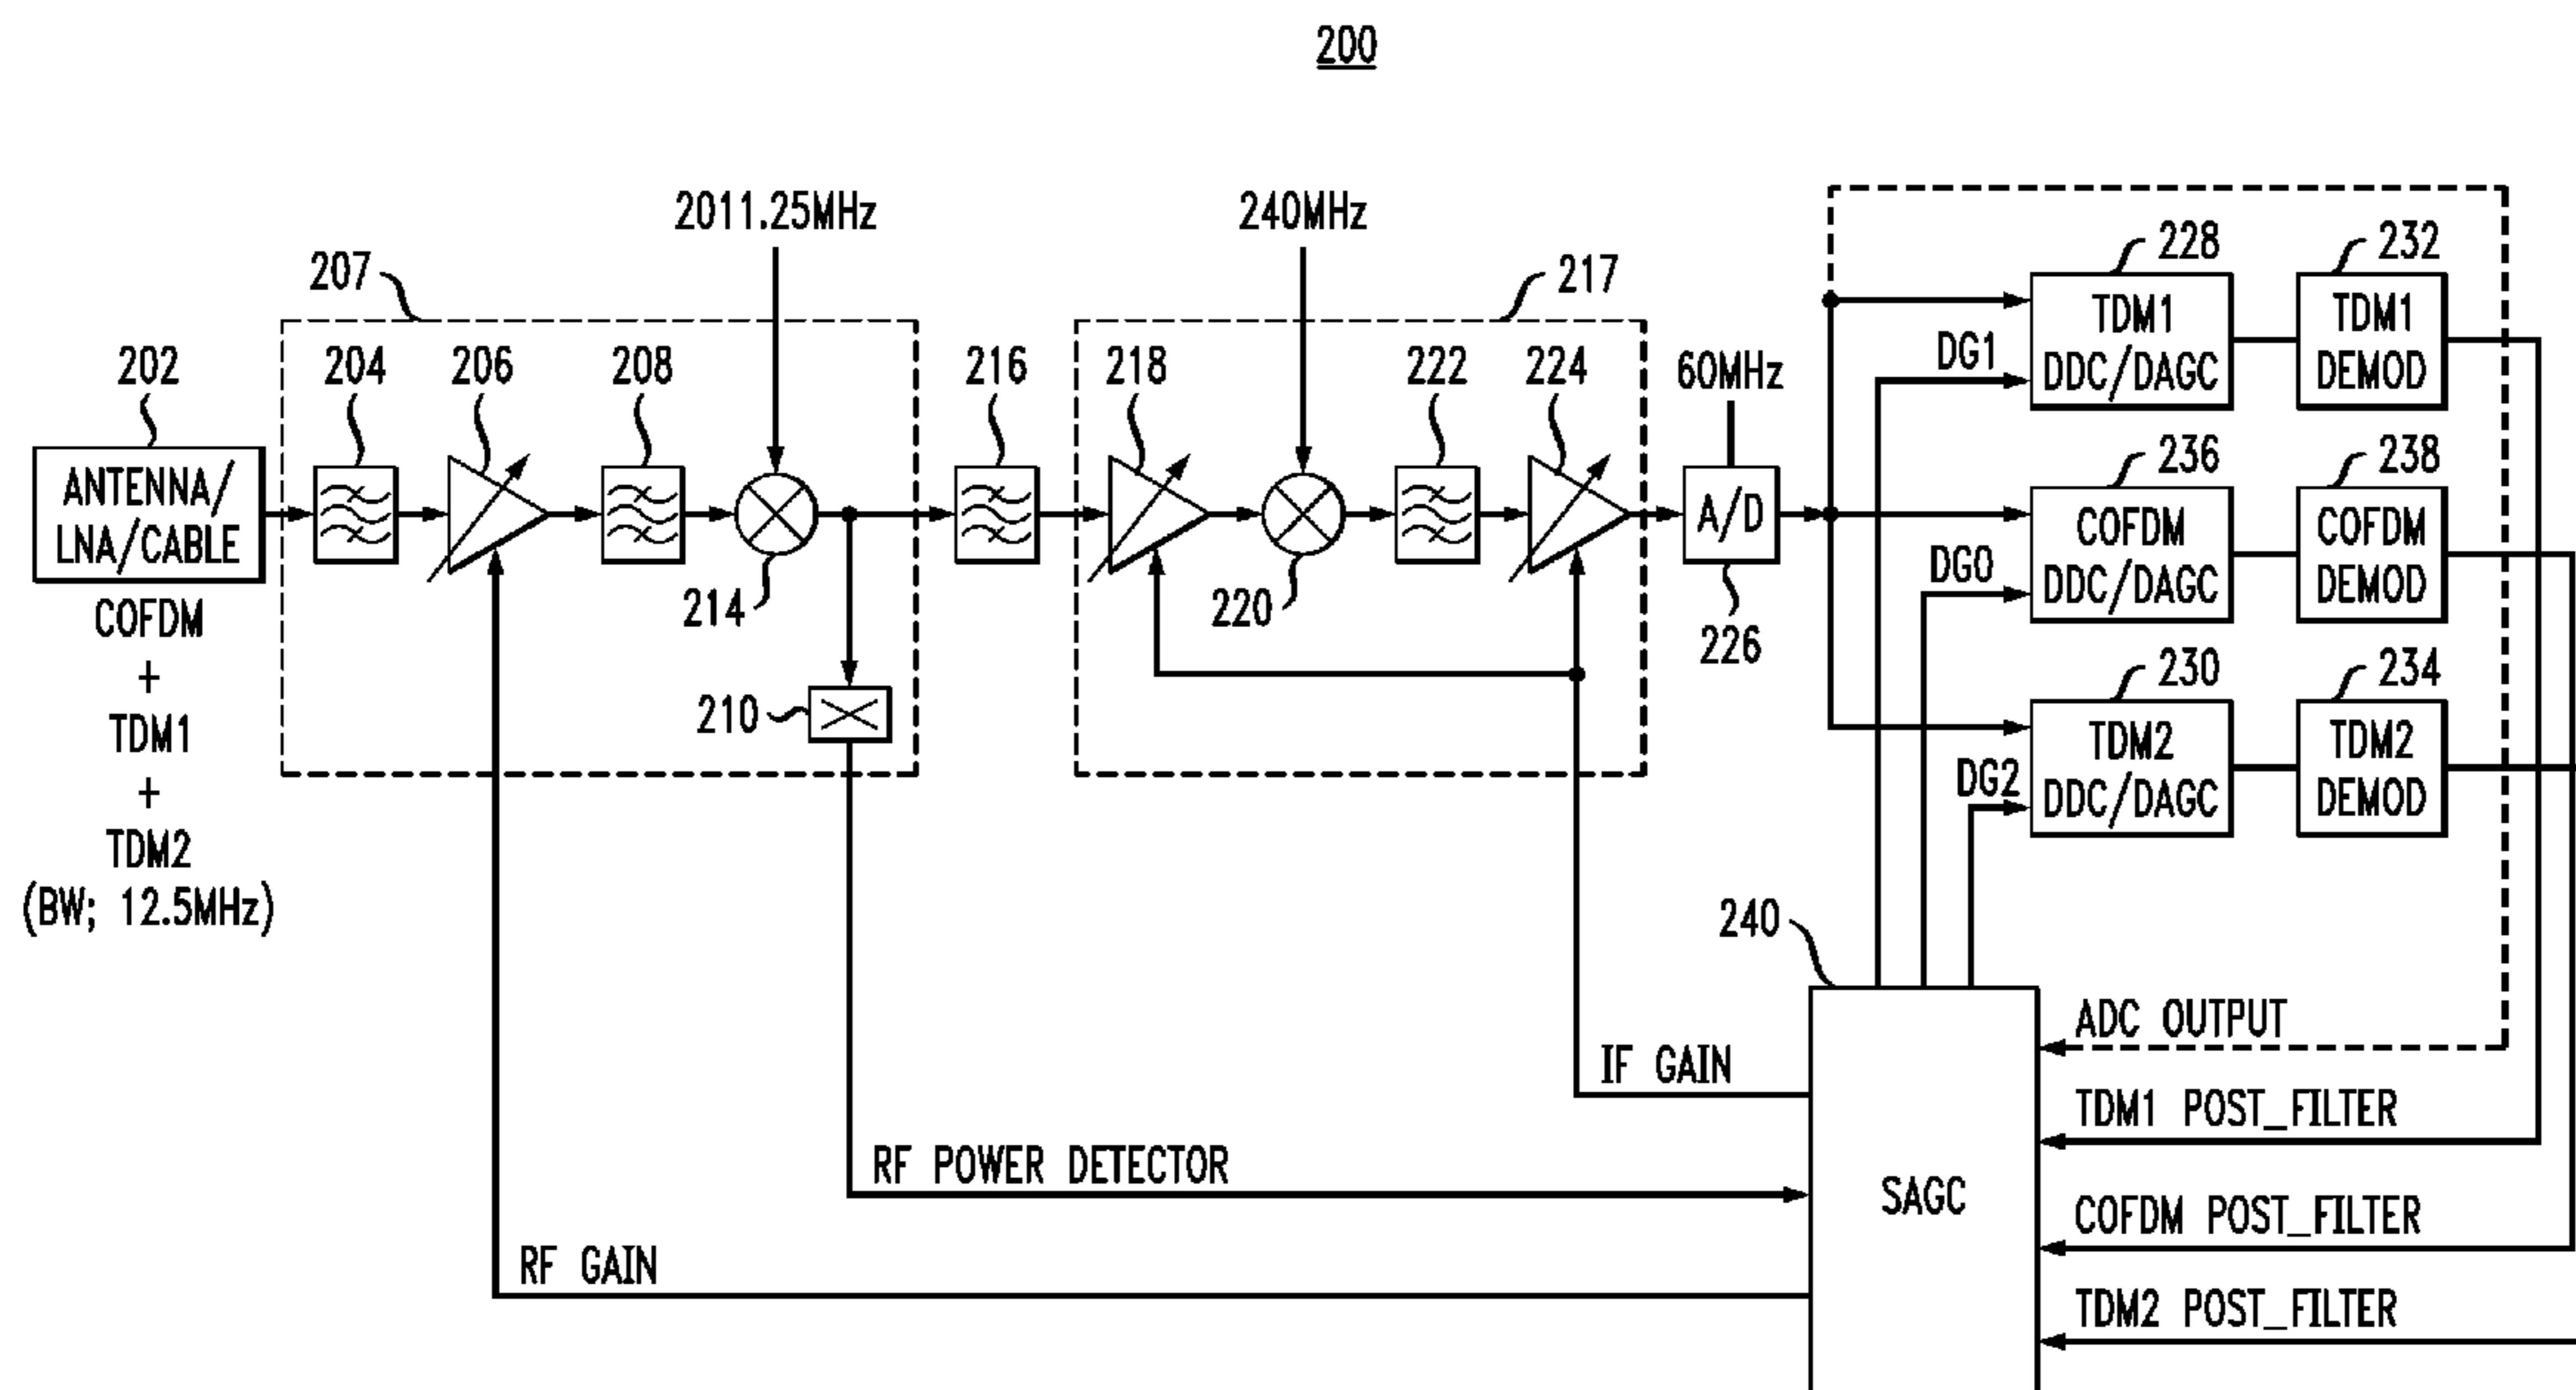 200
2011.25MHz
240MHz
207
217
228
232
202
204
206
208
216
218
222
224
60MHz
DG1
TDM1
DDC/DAGC
TDM1
DEMOD
ANTENNA/
LNA/CABLE
A/D
236
238
COFDM
DDC/DAGC
COFDM
DEMOD
DG0
214
220
226
COFDM
+
TDM1
+
TDM2
(BW; 12.5MHz)
210
230
234
TDM2
DDC/DAGC
TDM2
DEMOD
DG2
240
ADC OUTPUT
IF GAIN
TDM1 POST_FILTER
RF POWER DETECTOR
SAGC
COFDM POST_FILTER
RF GAIN
TDM2 POST_FILTER